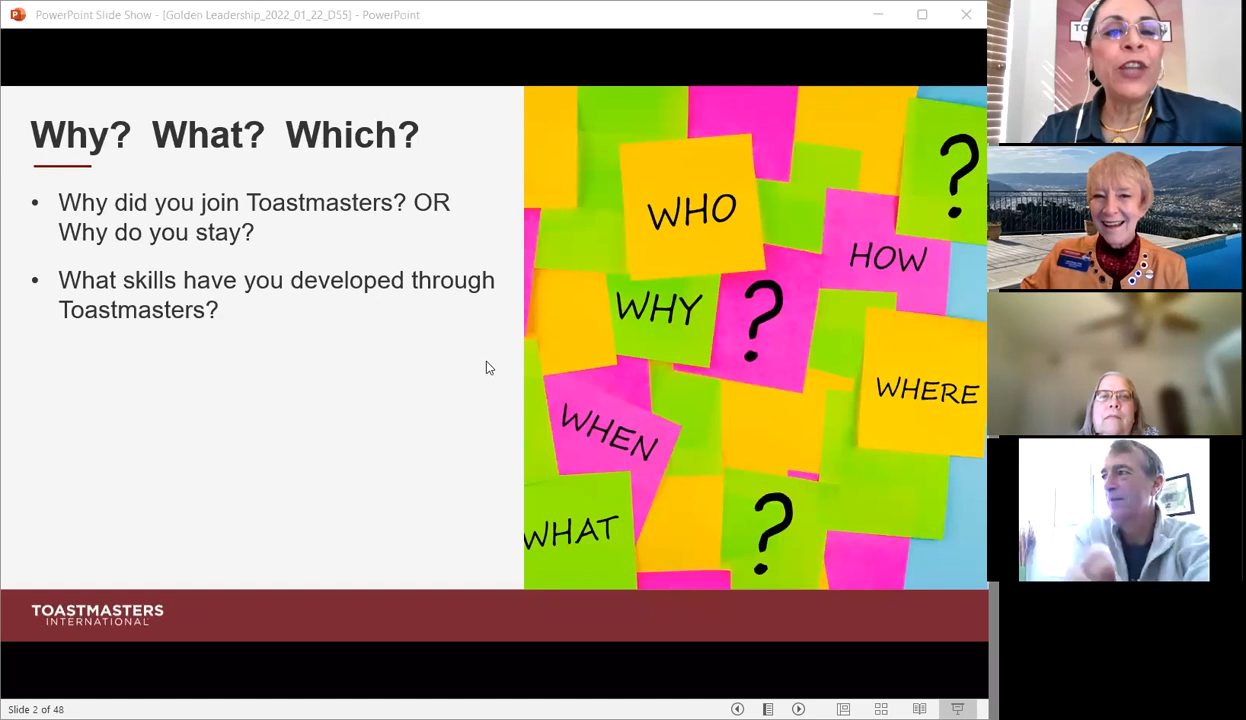 PowerPoint Slide Show - [Golden Leadership_2022_01_22_D55] - PowerPoint
Why? What? Which?
• Why did you join Toastmasters? OR
Why do you stay?
• What skills have you developed through
Toastmasters?
?
WHO
HOW
WHY
?
WHERE
WHEN
WHAT
?
TOASTMASTERS
INTERNATIONAL
Slide 2 of 48